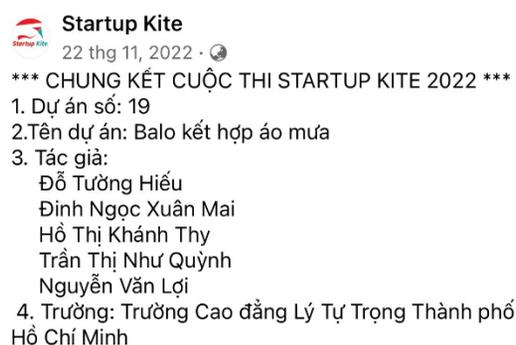 Startup Kite
Startup Kite
22 thg 11, 2022 ·
*** CHUNG KẾT CUỘC THI STARTUP KITE 2022 ***
1. Dự án số: 19
2.Tên dự án: Balo kết hợp áo mưa
3. Tác giả:
Đỗ Tường Hiếu
Đinh Ngọc Xuân Mai
Hồ Thị Khánh Thy
Trần Thị Như Quỳnh
Nguyễn Văn Lợi
4. Trường: Trường Cao đẳng Lý Tự Trọng Thành phố
Hồ Chí Minh